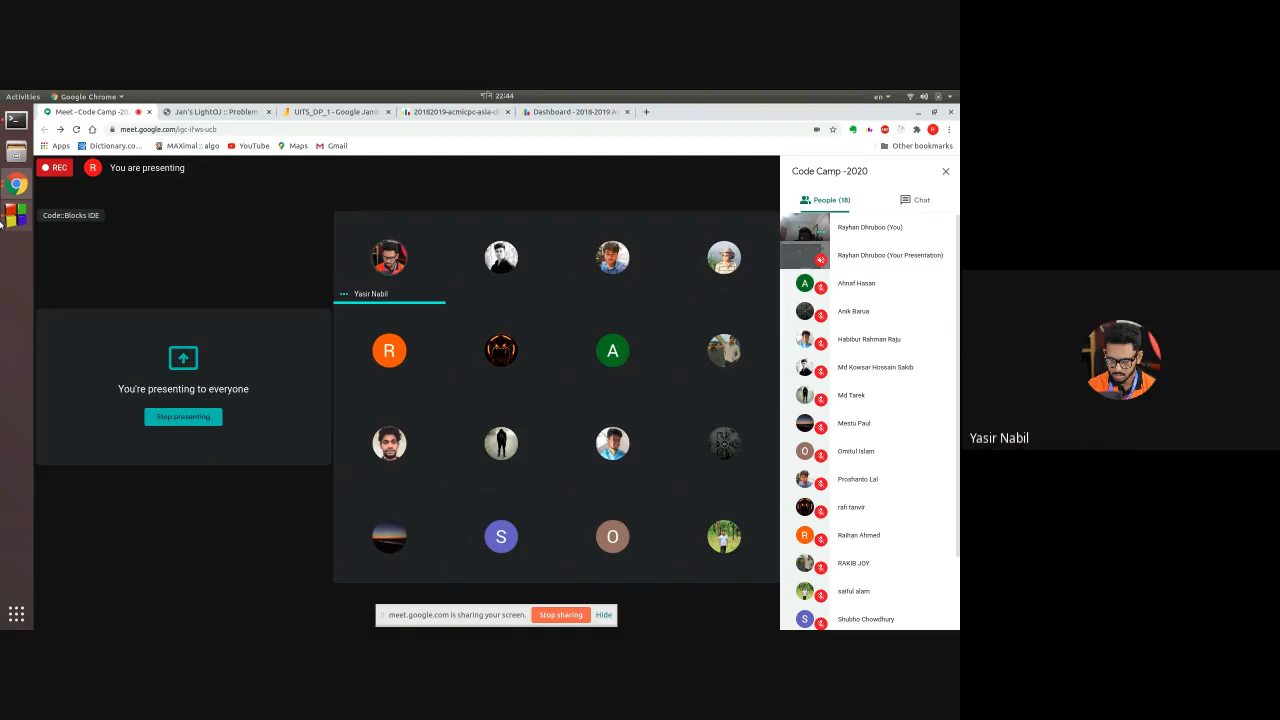 Activities
Google Chrome
শনি 22:44
en
Meet - Code Camp -20
Jan's LightOJ :: Problem
UITS_DP_1 - Google Jamb
20182019-acmicpc-asia-d
Dashboard - 2018-2019 A
meet.google.com/lgc-ifws-ucb
Apps
Dictionary.co...
MAXimal :: algo
YouTube
Maps
Gmail
Other bookmarks
REC
R
You are presenting
Code::Blocks IDE
You're presenting to everyone
Stop presenting
Yasir Nabil
R
A
S
O
meet.google.com is sharing your screen.
Stop sharing
Hide
Code Camp -2020
People (18)
Chat
Rayhan Dhruboo (You)
Rayhan Dhruboo (Your Presentation)
A
Ahnaf Hasan
Anik Barua
Habibur Rahman Raju
Md Kowsar Hossain Sakib
Md Tarek
Mestu Paul
O
Omitul Islam
Proshanto Lal
rafi tanvir
R
Raihan Ahmed
RAKIB JOY
saiful alam
S
Shubho Chowdhury
Yasir Nabil